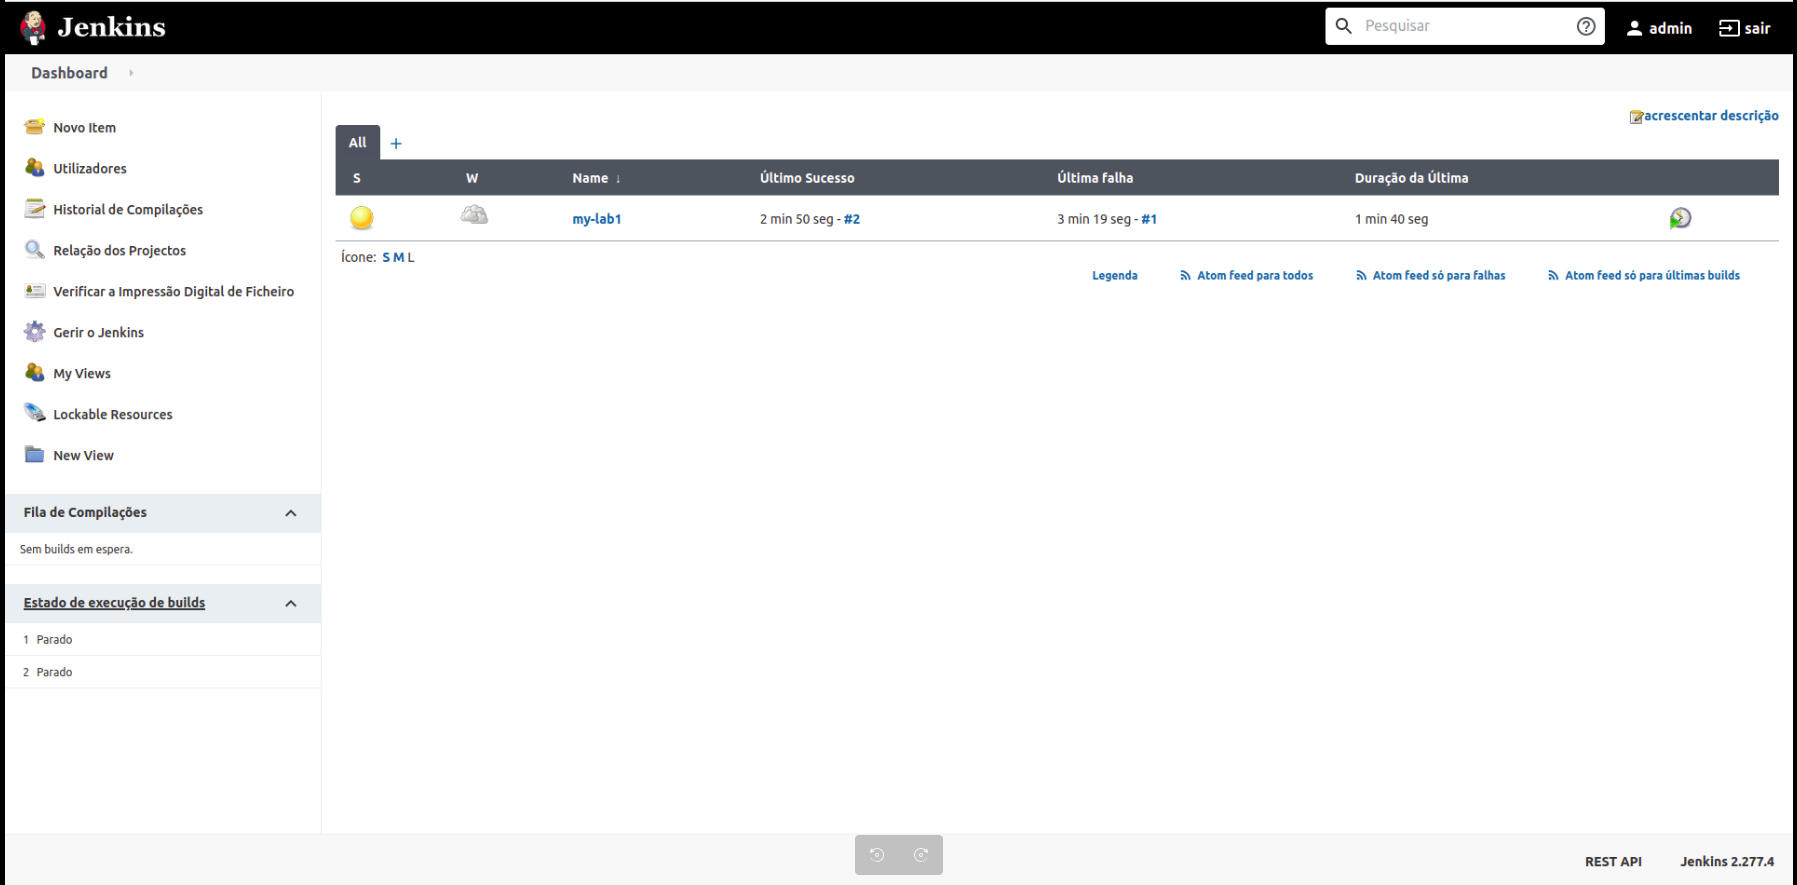 Jenkins
Pesquisar
admin
sair
Dashboard
Novo Item
Utilizadores
Historial de Compilações
Relação dos Projectos
Verificar a Impressão Digital de Ficheiro
Gerir o Jenkins
My Views
Lockable Resources
New View
Fila de Compilações
Sem builds em espera.
Estado de execução de builds
1 Parado
2 Parado
acrescentar descrição
All +
S W Name ↓ Último Sucesso Última falha Duração da Última
my-lab1 2 min 50 seg - #2 3 min 19 seg - #1 1 min 40 seg
Ícone: S M L
Legenda Atom feed para todos Atom feed só para falhas Atom feed só para últimas builds
REST API Jenkins 2.277.4